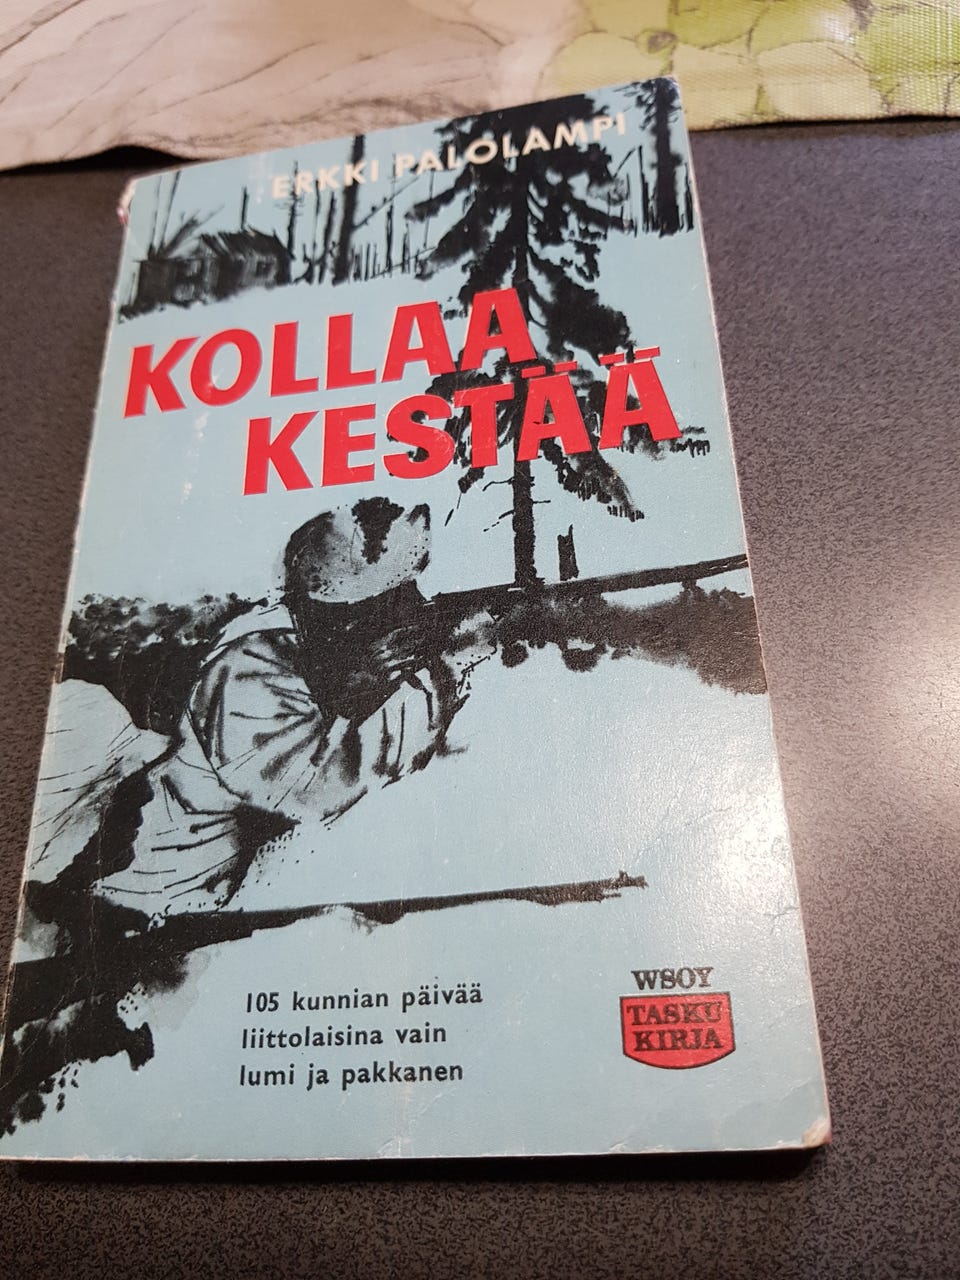 ERKKI PALOLAMPI
KOLLAA
KESTÄÄ
105 kunnian päivää
liittolaisina vain
lumi ja pakkanen
WSOY
TASKU
KIRJA